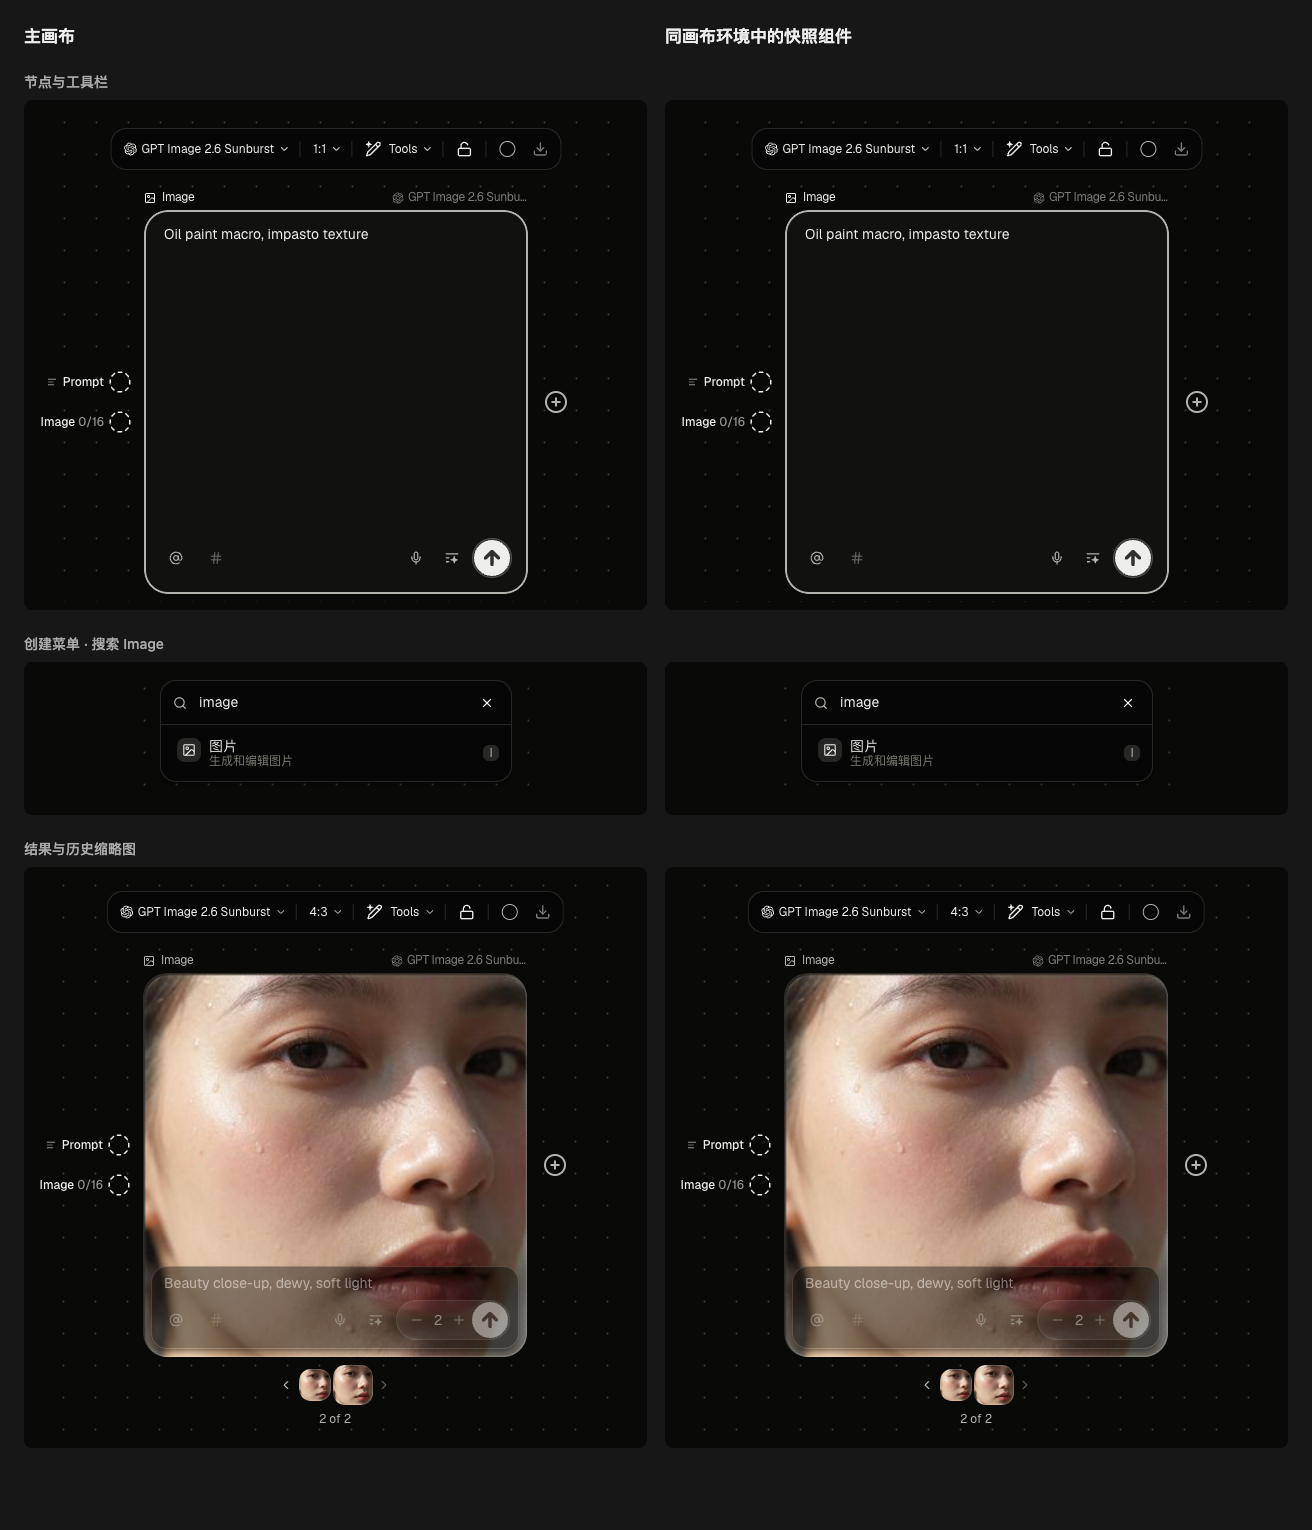 主画布
同画布环境中的快照组件
节点与工具栏
GPT Image 2.6 Sunburst 1:1 Tools
Image GPT Image 2.6 Sunbu...
Oil paint macro, impasto texture
Prompt
Image 0/16
@ #
GPT Image 2.6 Sunburst 1:1 Tools
Image GPT Image 2.6 Sunbu...
Oil paint macro, impasto texture
Prompt
Image 0/16
@ #
创建菜单 · 搜索 Image
image
图片
生成和编辑图片
I
image
图片
生成和编辑图片
I
结果与历史缩略图
GPT Image 2.6 Sunburst 4:3 Tools
Image GPT Image 2.6 Sunbu...
Prompt
Image 0/16
Beauty close-up, dewy, soft light
@ # − 2 +
2 of 2
GPT Image 2.6 Sunburst 4:3 Tools
Image GPT Image 2.6 Sunbu...
Prompt
Image 0/16
Beauty close-up, dewy, soft light
@ # − 2 +
2 of 2